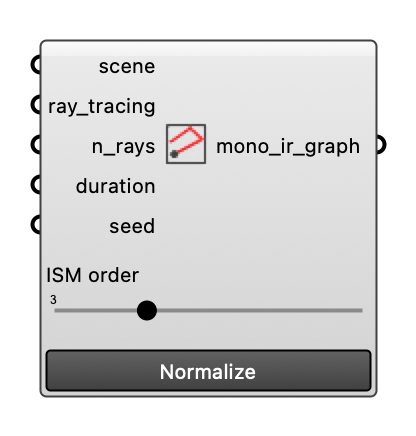 scene
ray_tracing
n_rays
mono_ir_graph
duration
seed
ISM order
3
Normalize